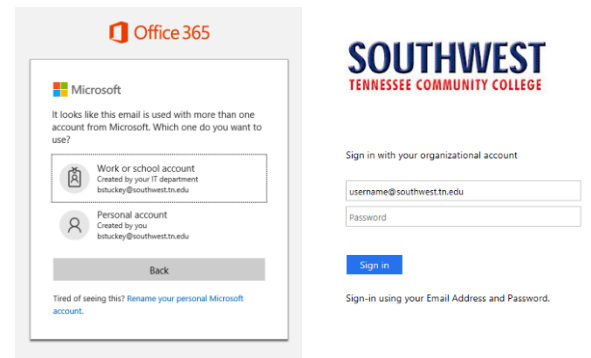 Office 365
Microsoft
It looks like this email is used with more than one
account from Microsoft. Which one do you want to
use?
Work or school account
Created by your IT department
bstuckey@southwest.tn.edu
Personal account
Created by you
bstuckey@southwest.tn.edu
Back
Tired of seeing this? Rename your personal Microsoft
account.
SOUTHWEST
TENNESSEE COMMUNITY COLLEGE
Sign in with your organizational account
username@southwest.tn.edu
Password
Sign in
Sign-in using your Email Address and Password.